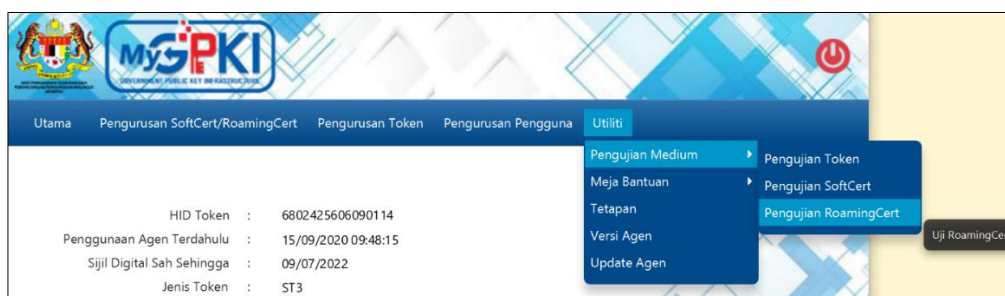 MyGPKI
GOVERNMENT PUBLIC KEY INFRASTRUCTURE
Utama Pengurusan SoftCert/RoamingCert Pengurusan Token Pengurusan Pengguna Utiliti
Pengujian Medium
Meja Bantuan
Tetapan
Versi Agen
Update Agen
Pengujian Token
Pengujian SoftCert
Pengujian RoamingCert
Uji RoamingCe
HID Token : 6802425606090114
Penggunaan Agen Terdahulu : 15/09/2020 09:48:15
Sijil Digital Sah Sehingga : 09/07/2022
Jenis Token : ST3